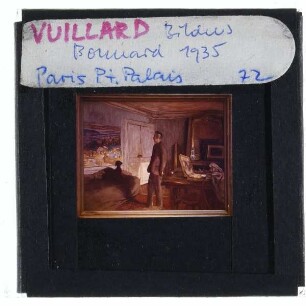 VUILLARD Bildnis
Bonnard 1935
Paris Pt. Palais 72